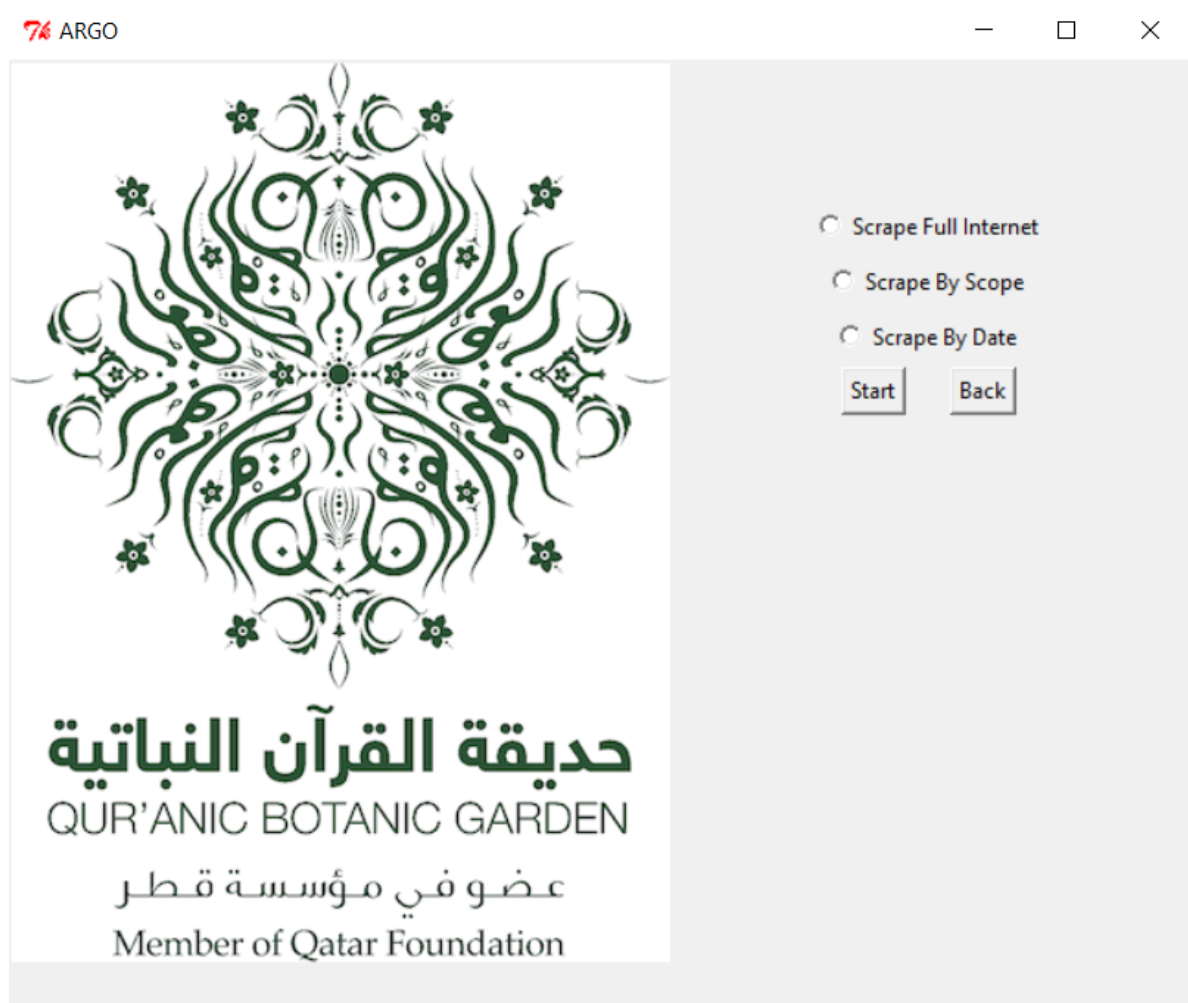 ARGO
Scrape Full Internet
Scrape By Scope
Scrape By Date
Start Back
حديقة القرآن النباتية
QUR'ANIC BOTANIC GARDEN
عضو في مؤسسة قطر
Member of Qatar Foundation